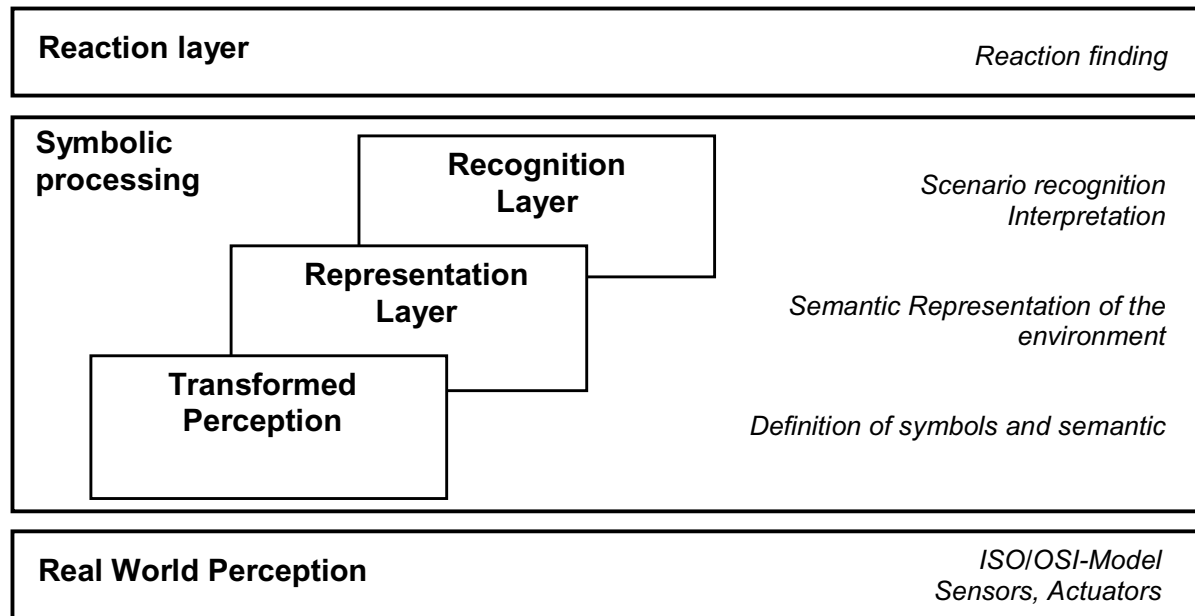 Reaction layer
Reaction finding
Symbolic
processing
Recognition
Layer
Scenario recognition
Interpretation
Representation
Layer
Semantic Representation of the
environment
Transformed
Perception
Definition of symbols and semantic
Real World Perception
ISO/OSI-Model
Sensors, Actuators